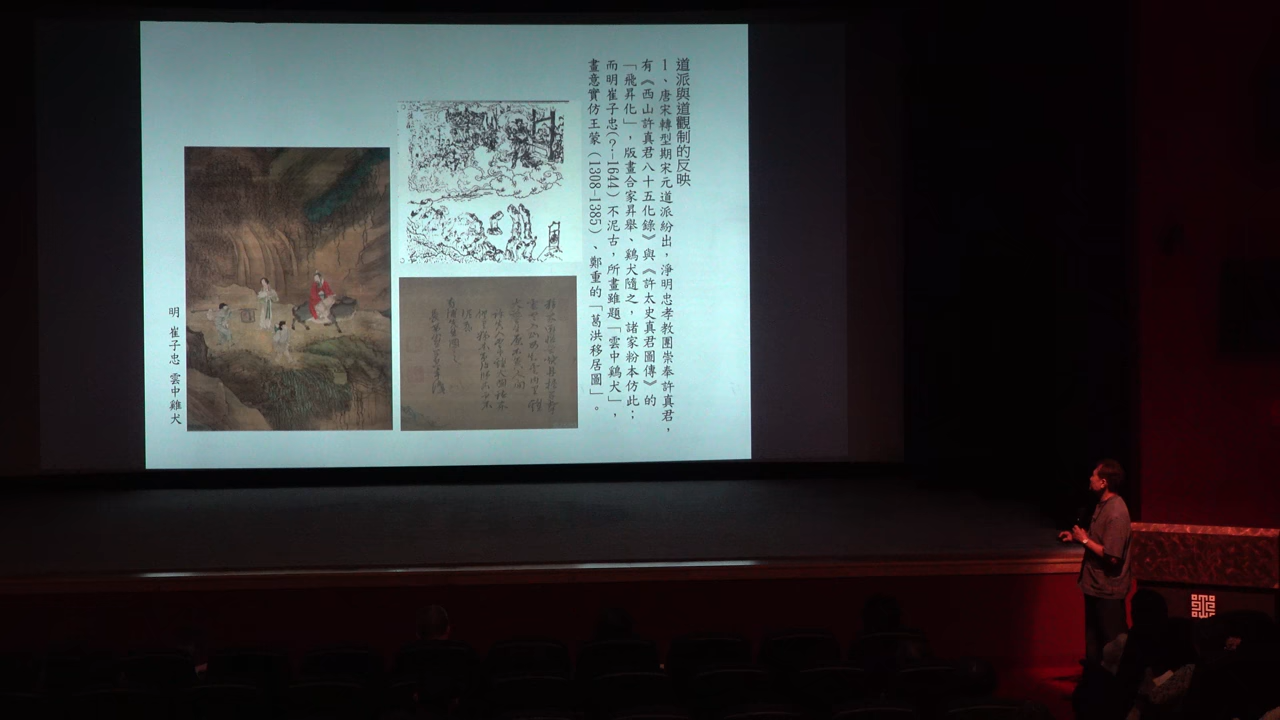 道派與道觀制的反映
1、唐宋轉型期宋元道派紛出，淨明忠孝教團崇奉許真君，
有《西山許真君八十五化錄》與《許太史真君圖傳》的
「飛昇化」，版畫合家昇舉、鷄犬隨之，諸家粉本仿此；
而明崔子忠(?–1644) 不泥古，所畫雖題「雲中鷄犬」，
畫意實仿王蒙（1308-1385）、鄭重的「葛洪移居圖」。
明 崔子忠 雲中雞犬